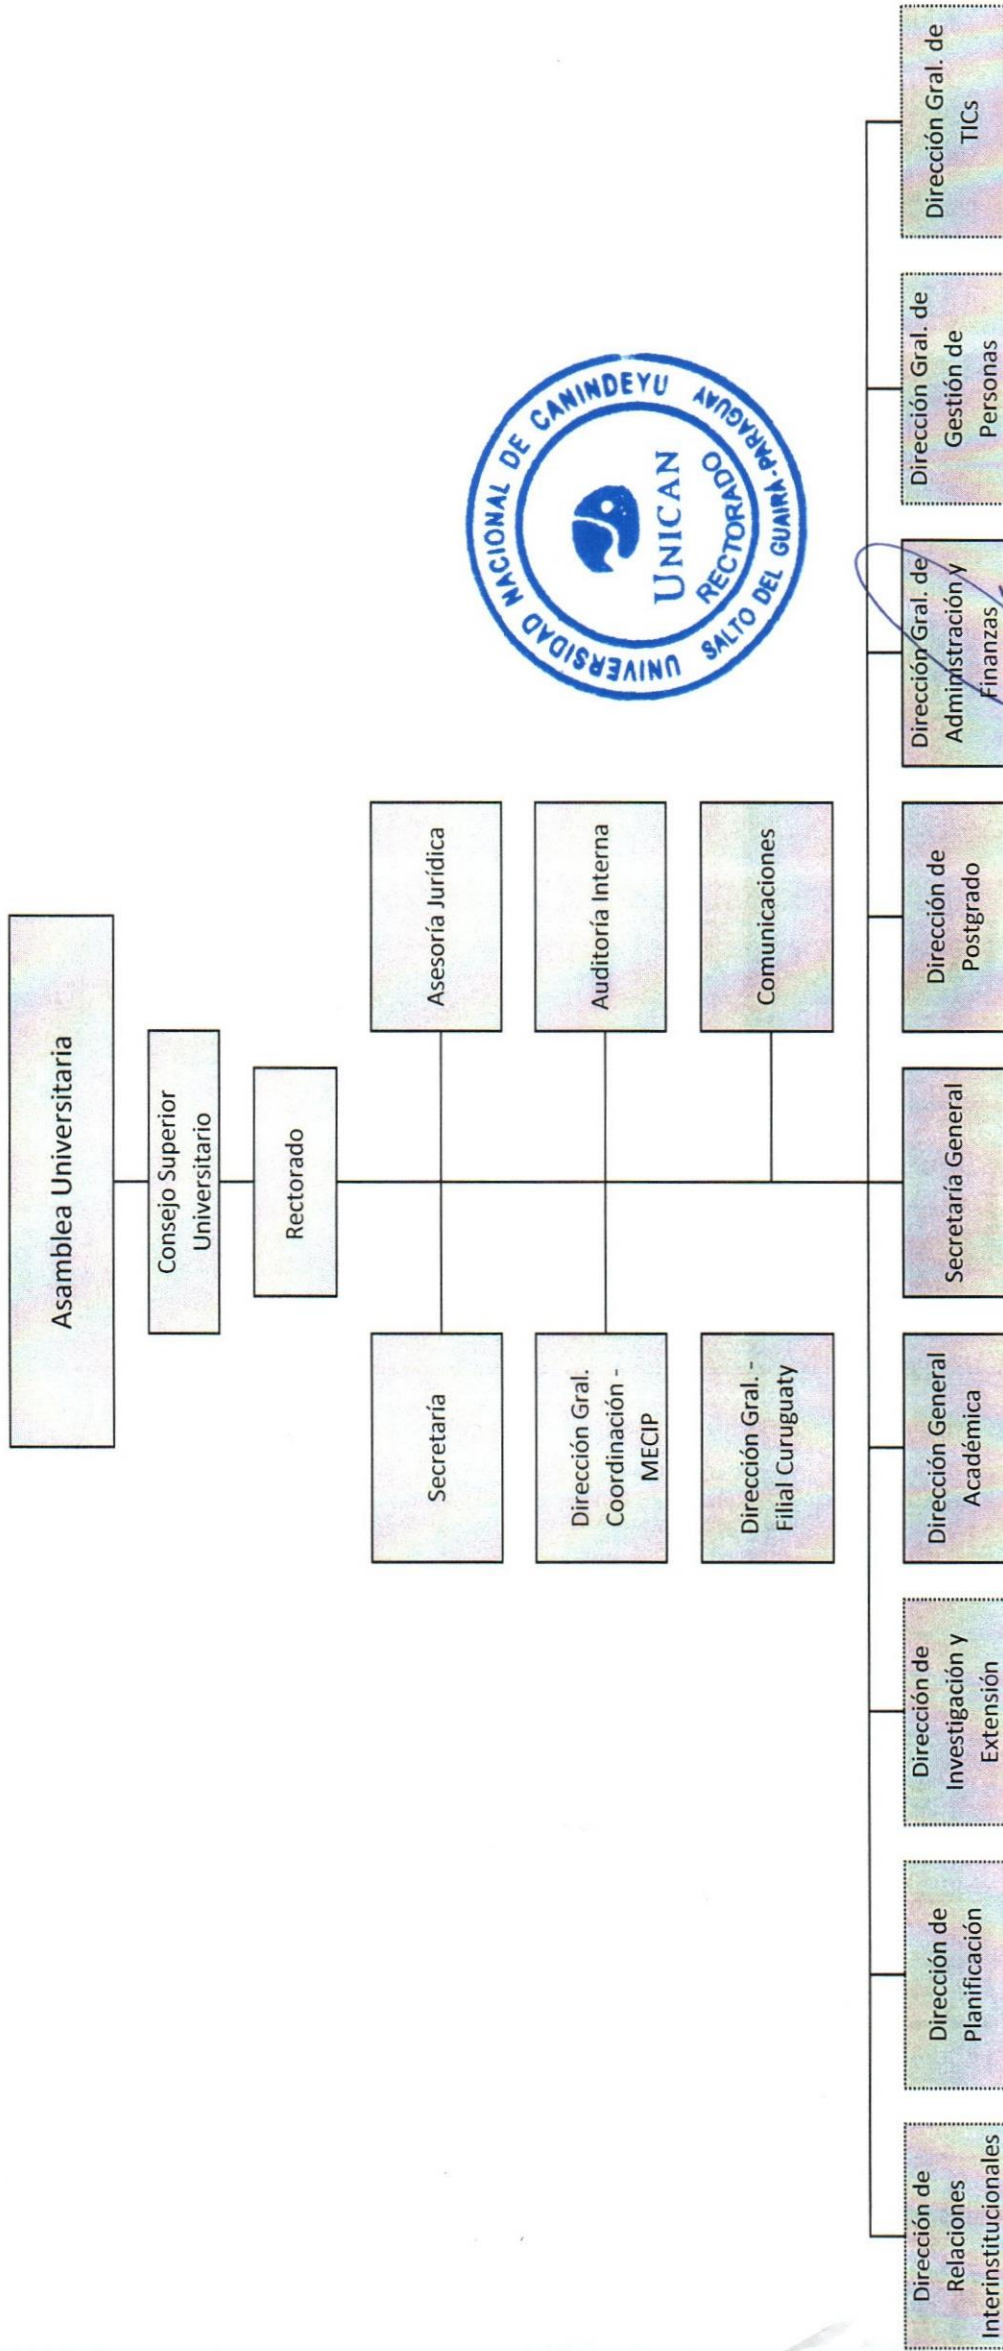 Asamblea Universitaria
Consejo Superior
Universitario
Rectorado
Secretaría
Asesoría Jurídica
Dirección Gral.
Coordinación -
MECIP
Auditoría Interna
Dirección Gral. -
Filial Curuguaty
Comunicaciones
UNIVERSIDAD NACIONAL DE CANINDEYU
UNICAN
RECTORADO
SALTO DEL GUAIRÁ-PARAGUAY
Dirección de
Relaciones
Interinstitucionales
Dirección de
Planificación
Dirección de
Investigación y
Extensión
Dirección General
Académica
Secretaría General
Dirección de
Postgrado
Dirección Gral. de
Administración y
Finanzas
Dirección Gral. de
Gestión de
Personas
Dirección Gral. de
TICs